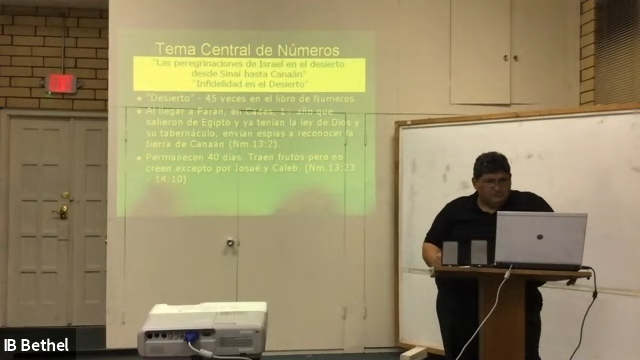 Tema Central de Números
"Las peregrinaciones de Israel en el desierto
desde Sinaí hasta Canaán"
"Infidelidad en el Desierto"
"Desierto" - 45 veces en el libro de Números.
Al llegar a Parán, en Cades, año que
salieron de Egipto y ya tenían la ley de Dios y
su tabernáculo, envían espías a reconocer la
tierra de Canaán (Nm 13:2).
Permanecen 40 días. Traen frutos pero no
creen excepto por Josué y Caleb. (Nm 13:23
14:10)
IB Bethel